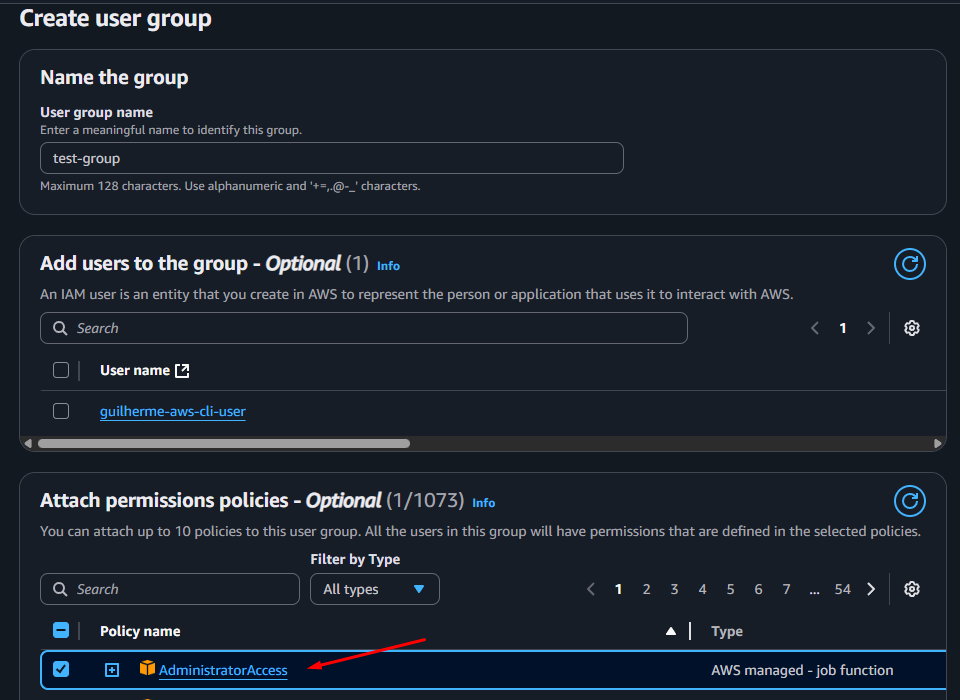 Create user group
Name the group
User group name
Enter a meaningful name to identify this group.
test-group
Maximum 128 characters. Use alphanumeric and '+=,.@-_' characters.
Add users to the group - Optional (1) Info
An IAM user is an entity that you create in AWS to represent the person or application that uses it to interact with AWS.
Search
1
User name
guilherme-aws-cli-user
Attach permissions policies - Optional (1/1073) Info
You can attach up to 10 policies to this user group. All the users in this group will have permissions that are defined in the selected policies.
Filter by Type
Search
All types
1 2 3 4 5 6 7 ... 54
Policy name
Type
AdministratorAccess
AWS managed - job function